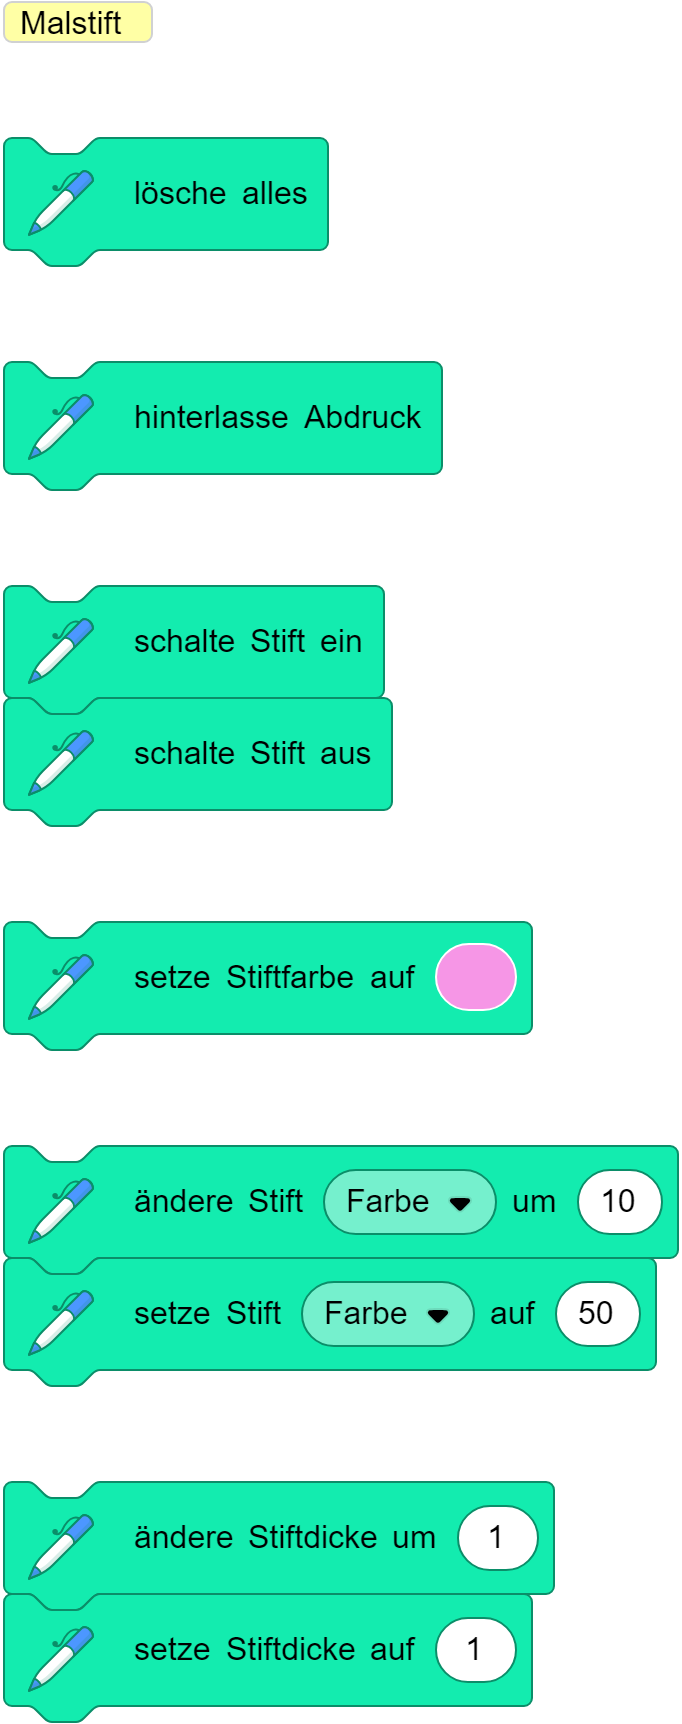 Malstift
lösche alles
hinterlasse Abdruck
schalte Stift ein
schalte Stift aus
setze Stiftfarbe auf
ändere Stift Farbe um 10
setze Stift Farbe auf 50
ändere Stiftdicke um 1
setze Stiftdicke auf 1